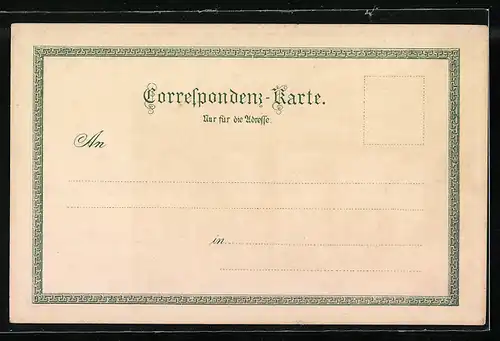 Correspondenz-Karte.
Nur für die Adresse.
An
in